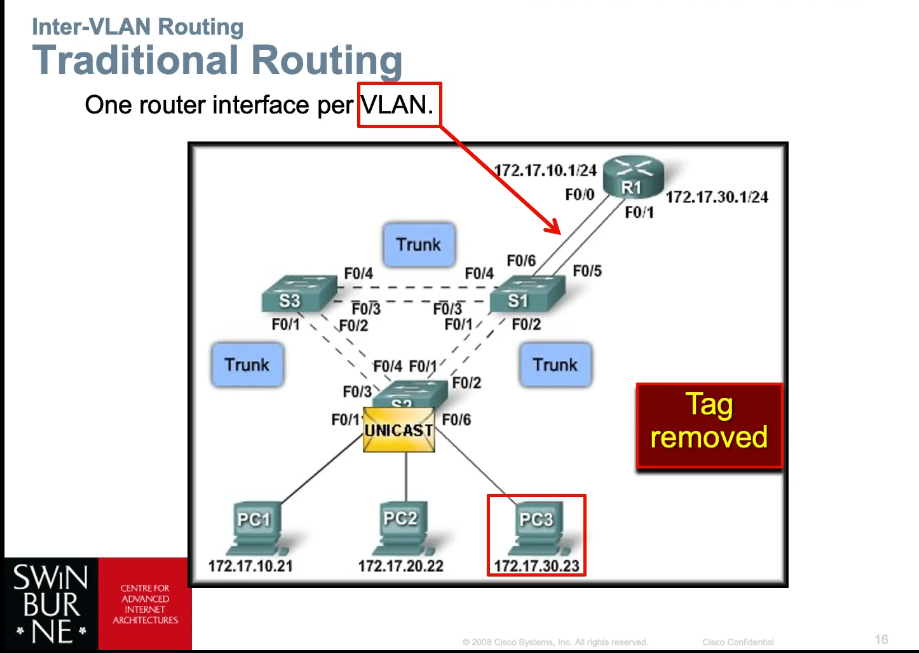 Inter-VLAN Routing
Traditional Routing
One router interface per VLAN.
172.17.10.1/24
R1
F0/0
172.17.30.1/24
F0/1
Trunk
F0/6
F0/4
F0/4
F0/5
S3
S1
F0/3
F0/3
F0/1
F0/2
F0/1
F0/2
Trunk
Trunk
F0/4
F0/1
F0/3
F0/2
S2
F0/1
F0/6
UNICAST
Tag
removed
PC1
PC2
PC3
172.17.10.21
172.17.20.22
172.17.30.23
SWIN
BUR
* NE *
CENTRE FOR
ADVANCED
INTERNET
ARCHITECTURES
© 2008 Cisco Systems, Inc. All rights reserved.
Cisco Confidential
16